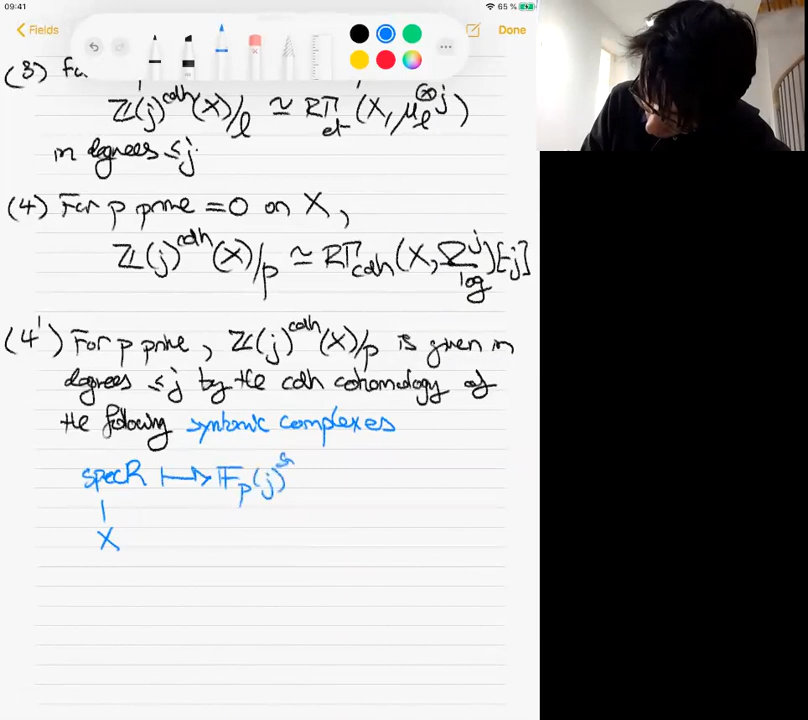 09:41
65 %
Fields
Done
(3) Fo
ℤ(j)^cdh(X)/ℓ ≃ RΓ_et(X, μ_ℓ^⊗j)
in degrees ≤j.
(4) For p prime =0 on X,
ℤ(j)^cdh(X)/p ≃ RΓ_cdh(X, Ω^j_log)[-j]
(4') For p prime, ℤ(j)^cdh(X)/p is given in
degrees ≤j by the cdh cohomology of
the following syntomic complexes
specR ⟼ 𝔽_p(j)
X